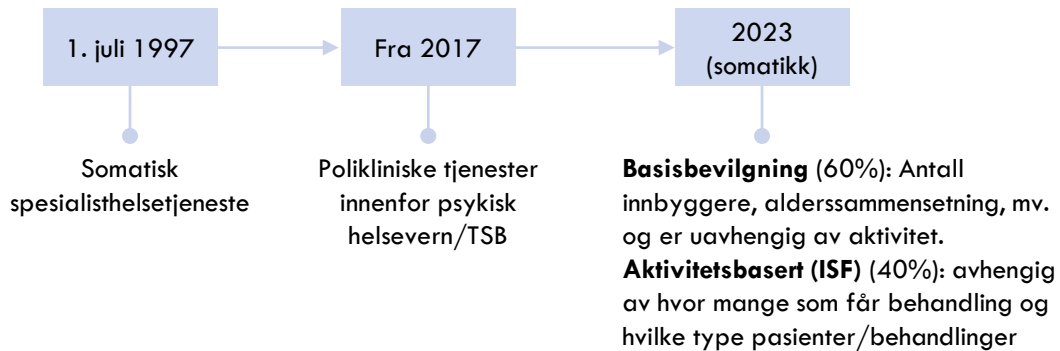 1. juli 1997
Fra 2017
2023
(somatikk)
Somatisk
spesialisthelsetjeneste
Polikliniske tjenester
innenfor psykisk
helsevern/TSB
Basisbevilgning (60%): Antall
innbyggere, alderssammensetning, mv.
og er uavhengig av aktivitet.
Aktivitetsbasert (ISF) (40%): avhengig
av hvor mange som får behandling og
hvilke type pasienter/behandlinger